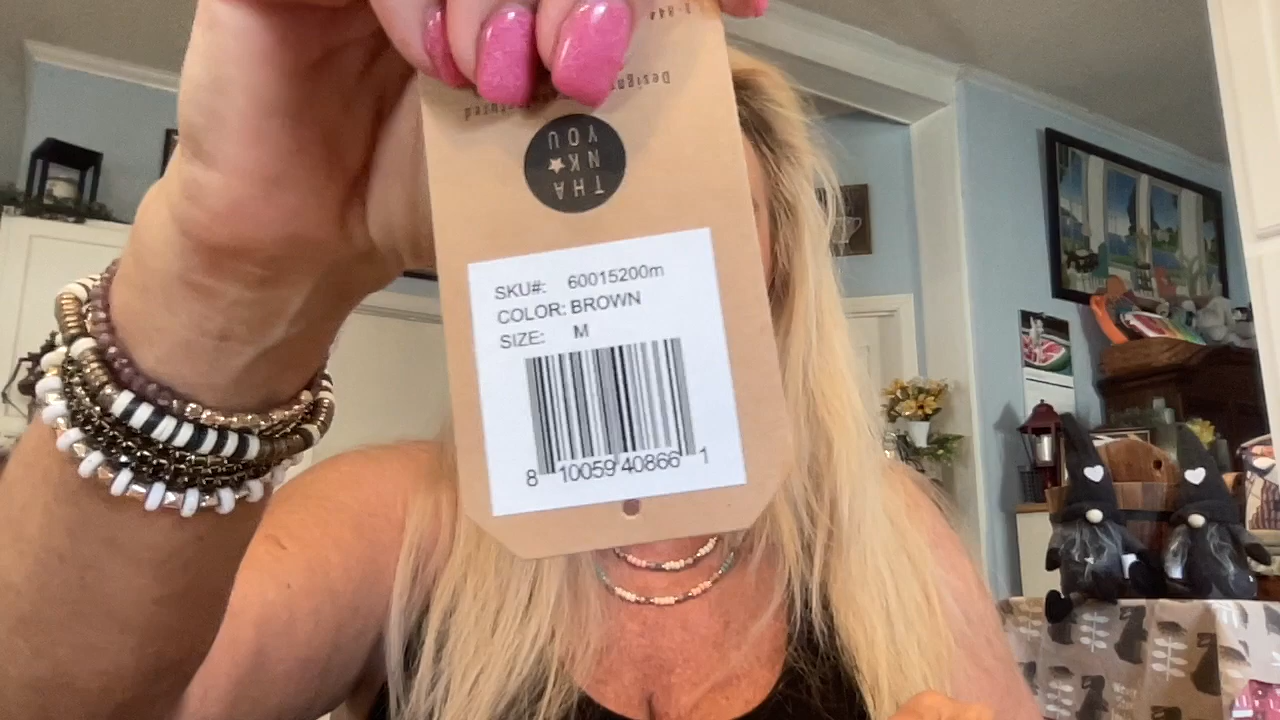 SKU#: 60015200m
COLOR: BROWN
SIZE: M
8 10059 40866 1
THA
NK
YOU